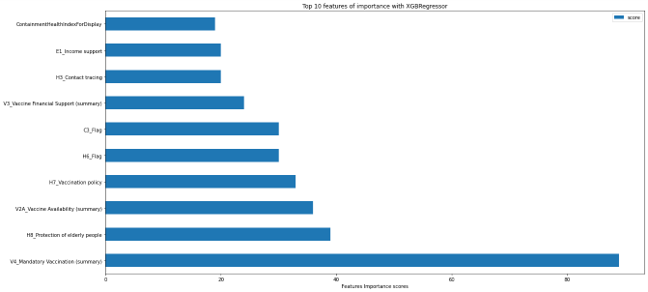 Top 10 features of importance with XGBRegressor
score
ContainmentHealthIndexForDisplay
E1_Income support
H3_Contact tracing
V3_Vaccine Financial Support (summary)
C3_Flag
H6_Flag
H7_Vaccination policy
V2A_Vaccine Availability (summary)
H8_Protection of elderly people
V4_Mandatory Vaccination (summary)
0 20 40 60 80
Features Importance scores